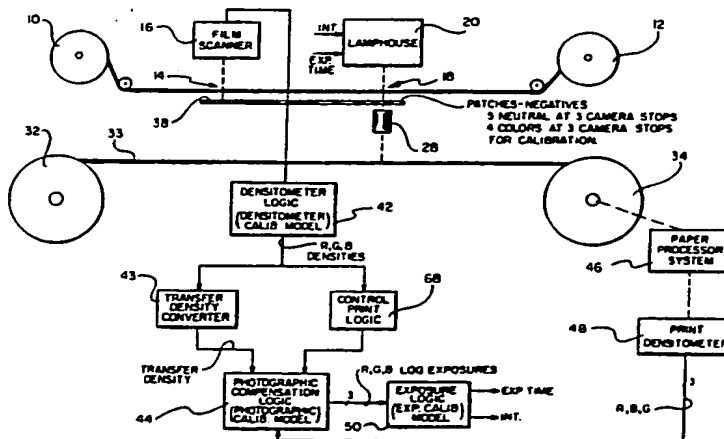 10
16
FILM
SCANNER
INT.
EXP.
TIME
LAMPHOUSE
20
12
14
18
38
PATCHES-NEGATIVES
3 NEUTRAL AT 3 CAMERA STOPS
4 COLORS AT 3 CAMERA STOPS
FOR CALIBRATION.
28
32
33
34
DENSITOMETER
LOGIC
(DENSITOMETER)
CALIB MODEL
42
R,G,B
DENSITIES
PAPER
PROCESSOR
SYSTEM
46
43
TRANSFER
DENSITY
CONVERTER
CONTROL
PRINT
LOGIC
68
48
PRINT
DENSITOMETER
TRANSFER
DENSITY
PHOTOGRAPHIC
COMPENSATION
LOGIC
(PHOTOGRAPHIC)
CALIB. MODEL
44
R,G,B LOG EXPOSURES
3
EXPOSURE
LOGIC
(EXP. CALIB)
MODEL
50
EXP TIME
INT.
3
R,B,G